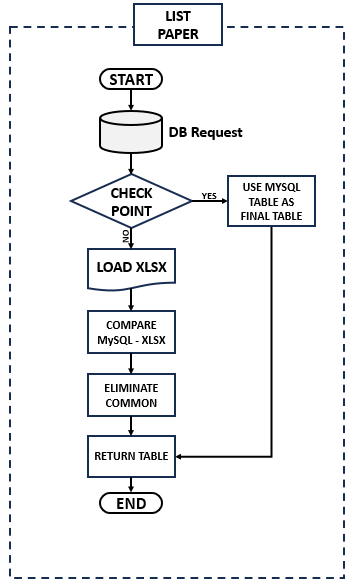 LIST
PAPER
START
DB Request
CHECK
POINT
YES
USE MYSQL
TABLE AS
FINAL TABLE
NO
LOAD XLSX
COMPARE
MySQL - XLSX
ELIMINATE
COMMON
RETURN TABLE
END